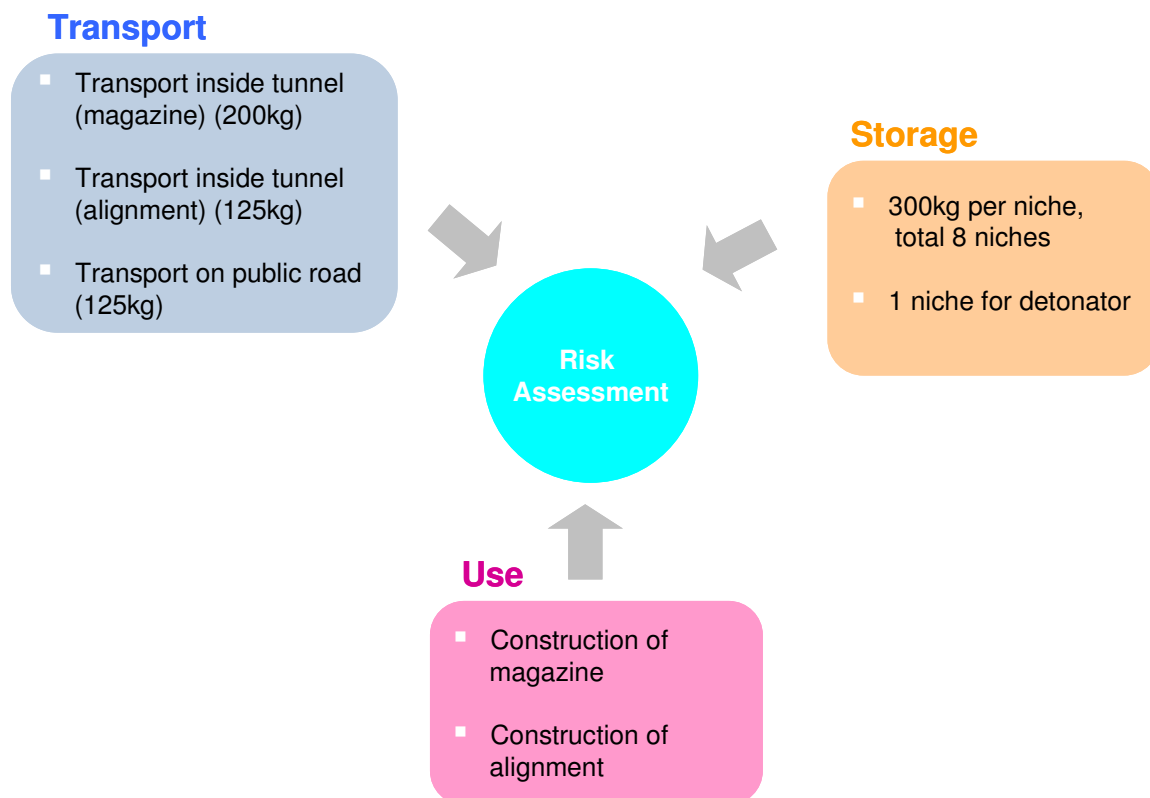 Transport
Transport inside tunnel
(magazine) (200kg)
Transport inside tunnel
(alignment) (125kg)
Transport on public road
(125kg)
Storage
300kg per niche,
total 8 niches
1 niche for detonator
Risk
Assessment
Use
Construction of
magazine
Construction of
alignment